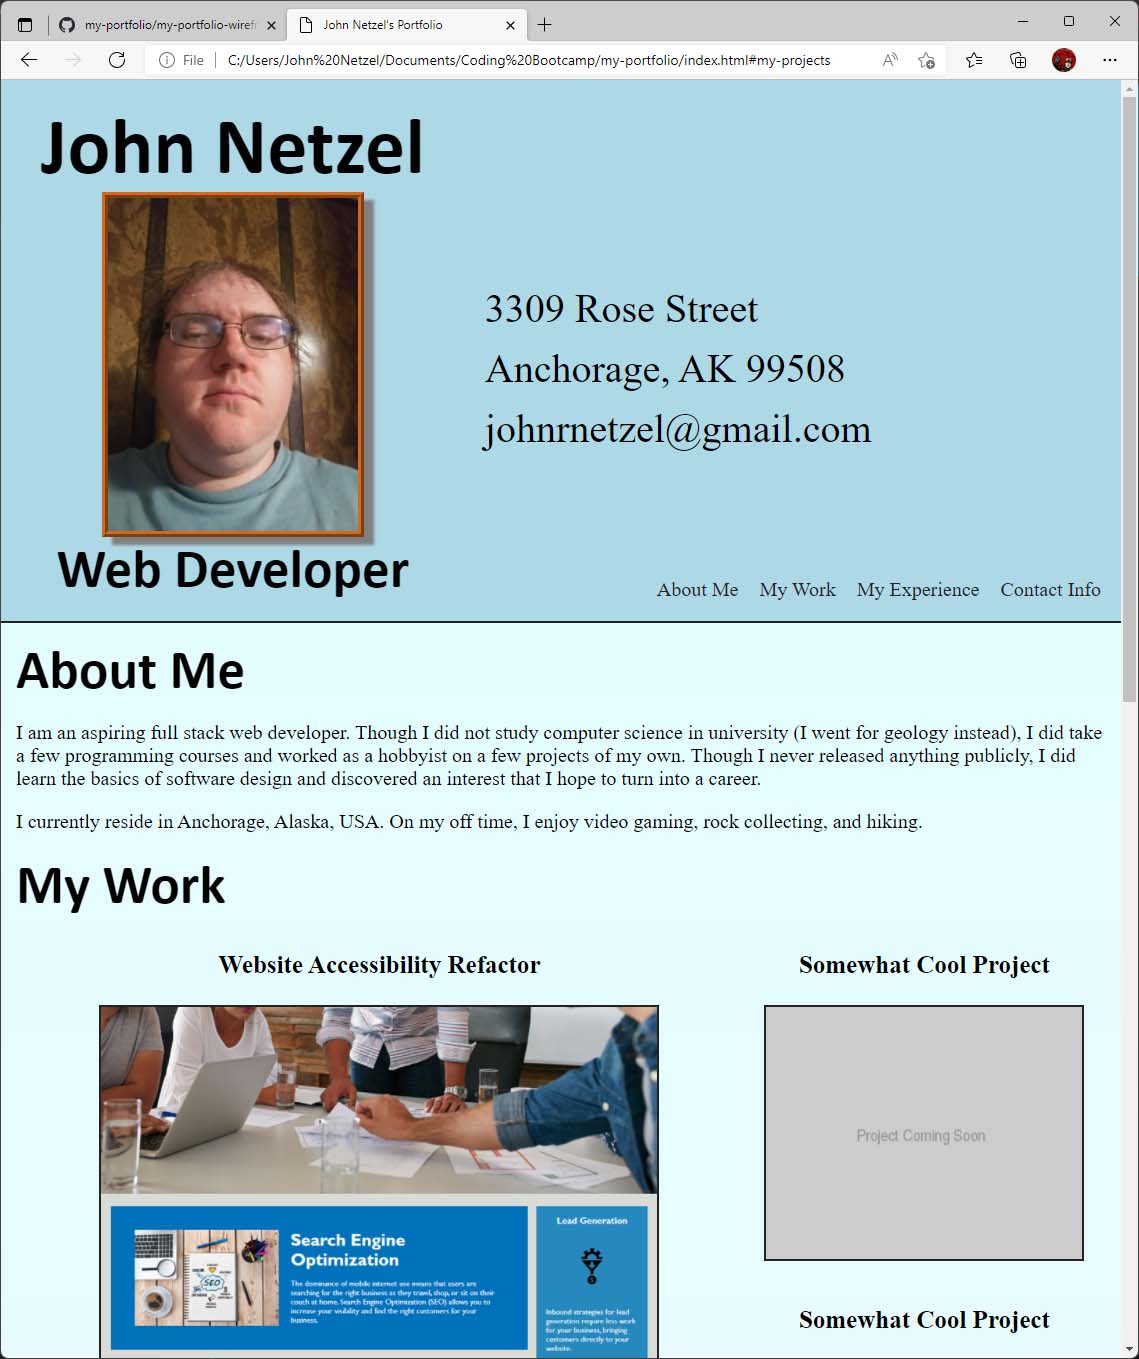 my-portfolio/my-portfolio-wirefr
John Netzel's Portfolio
File
C:/Users/John%20Netzel/Documents/Coding%20Bootcamp/my-portfolio/index.html#my-projects
John Netzel
3309 Rose Street
Anchorage, AK 99508
johnrnetzel@gmail.com
Web Developer
About Me My Work My Experience Contact Info
About Me
I am an aspiring full stack web developer. Though I did not study computer science in university (I went for geology instead), I did take
a few programming courses and worked as a hobbyist on a few projects of my own. Though I never released anything publicly, I did
learn the basics of software design and discovered an interest that I hope to turn into a career.
I currently reside in Anchorage, Alaska, USA. On my off time, I enjoy video gaming, rock collecting, and hiking.
My Work
Website Accessibility Refactor
SEO
Search Engine
Optimization
The dominance of mobile internet use means that users are
searching for the right business as they travel, shop, or sit on their
couch at home. Search Engine Optimization (SEO) allows you to
increase your visibility and find the right customers for your
business.
Lead Generation
Inbound strategies for lead
generation require less work
for your business, bringing
customers directly to your
website.
Somewhat Cool Project
Project Coming Soon
Somewhat Cool Project